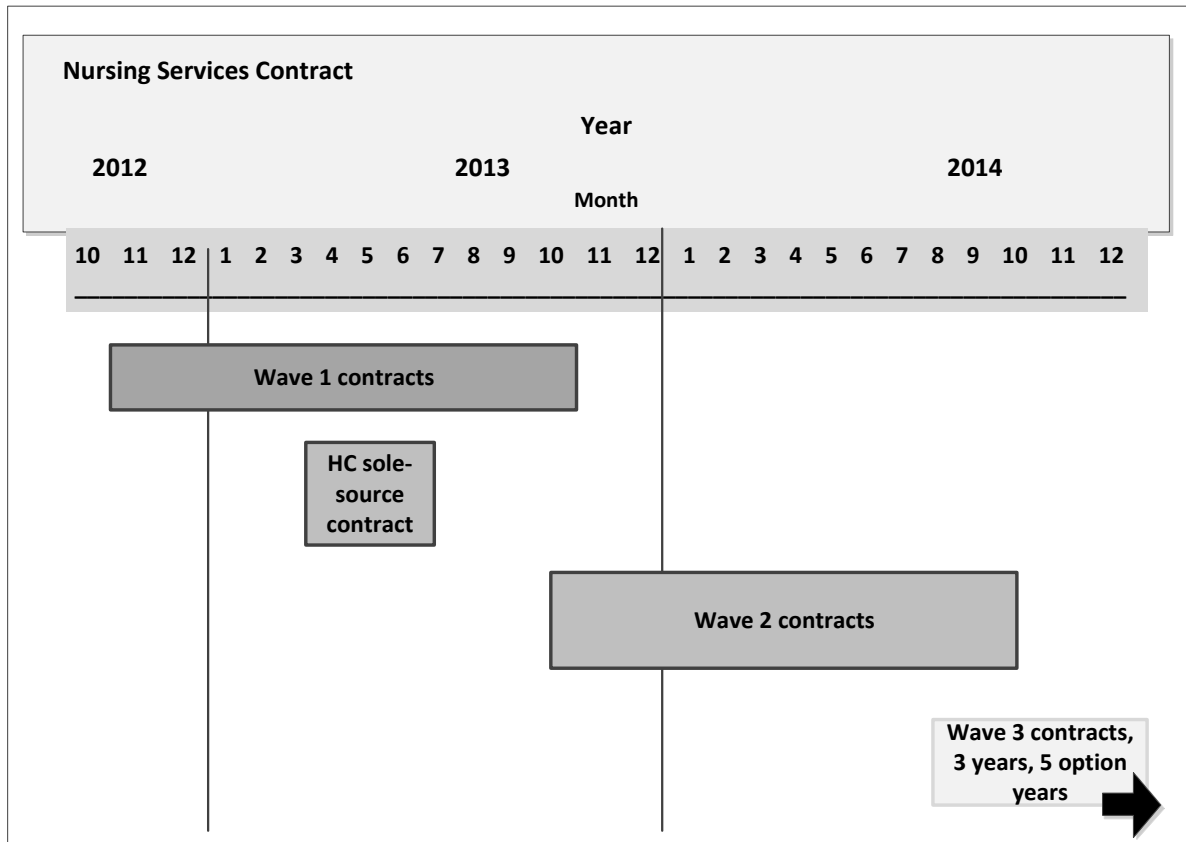 Nursing Services Contract
Year
2012 2013 2014
Month
10 11 12 1 2 3 4 5 6 7 8 9 10 11 12 1 2 3 4 5 6 7 8 9 10 11 12
Wave 1 contracts
HC sole-
source
contract
Wave 2 contracts
Wave 3 contracts,
3 years, 5 option
years